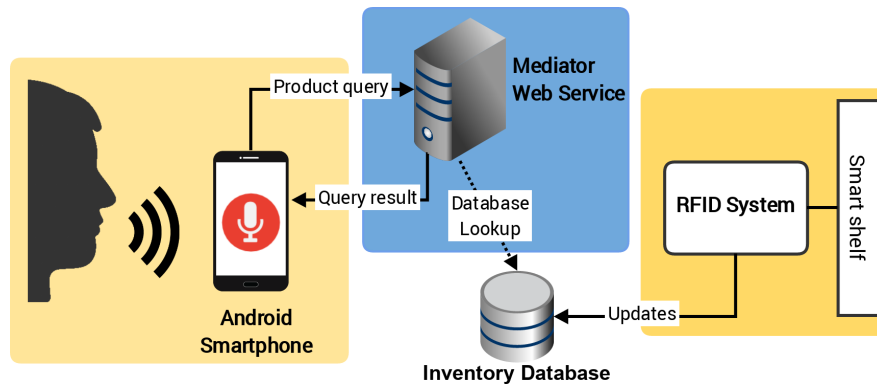 Product query
Mediator
Web Service
Query result
Database
Lookup
RFID System
Smart shelf
Android
Smartphone
Updates
Inventory Database